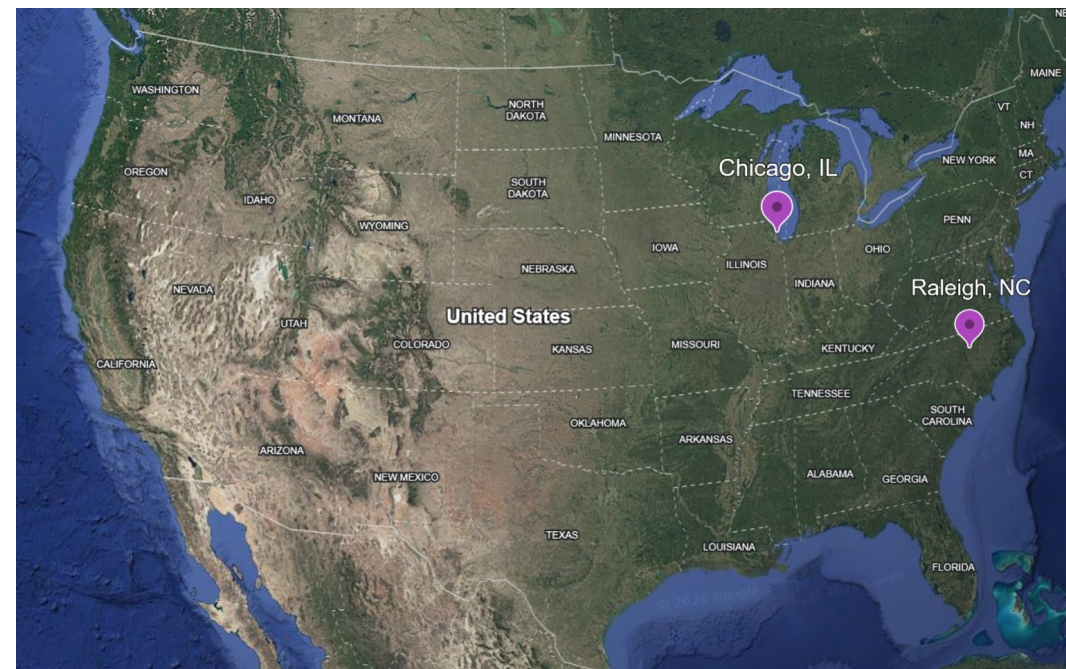 NE
WASHINGTON
MONTANA
NORTH
DAKOTA
MINNESOTA
MAINE
VT
NH
NEW YORK
MA
CT
OREGON
IDAHO
SOUTH
DAKOTA
Chicago, IL
WYOMING
IOWA
PENN
OHIO
ILLINOIS
NEBRASKA
INDIANA
NEVADA
Raleigh, NC
United States
UTAH
COLORADO
KANSAS
MISSOURI
KENTUCKY
CALIFORNIA
TENNESSEE
OKLAHOMA
SOUTH
CAROLINA
ARKANSAS
ARIZONA
NEW MEXICO
ALABAMA
GEORGIA
TEXAS
LOUISIANA
FLORIDA